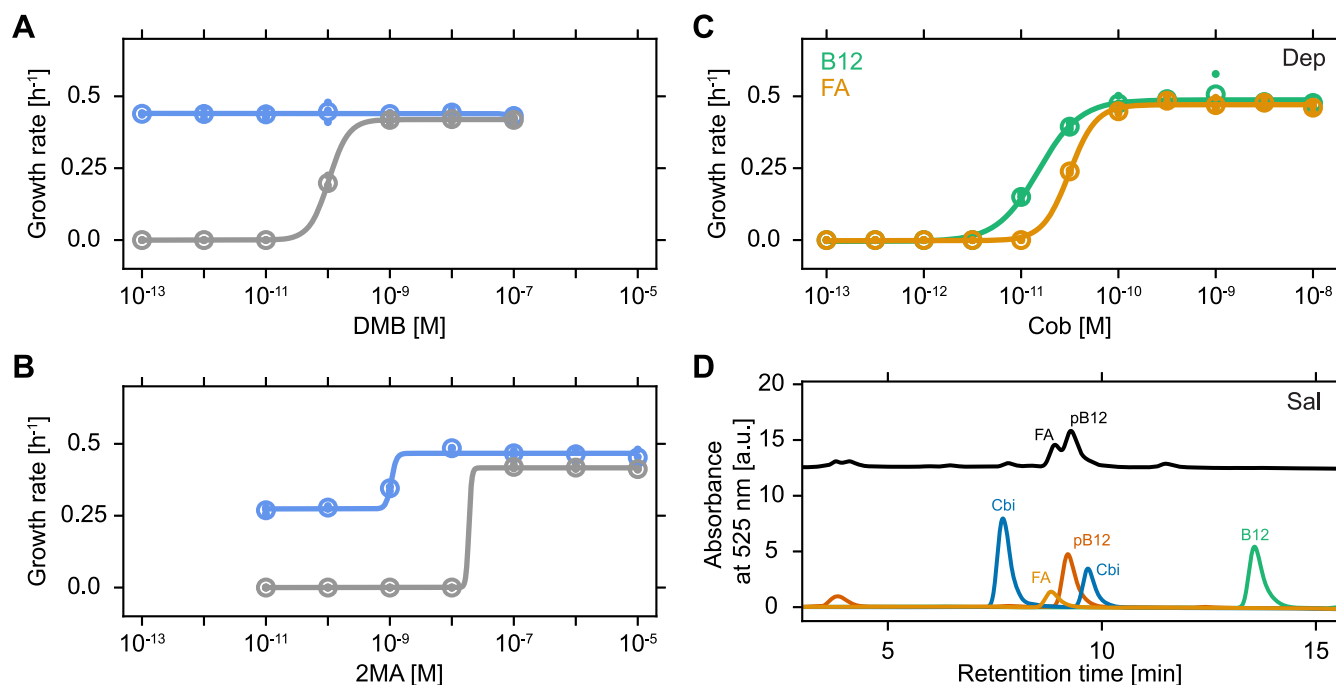 A
Growth rate [h⁻¹]
0.5
0.25
0.0
10⁻¹³
10⁻¹¹
10⁻⁹
10⁻⁷
10⁻⁵
DMB [M]
B
Growth rate [h⁻¹]
0.5
0.25
0.0
10⁻¹³
10⁻¹¹
10⁻⁹
10⁻⁷
10⁻⁵
2MA [M]
C
B12
FA
Dep
Growth rate [h⁻¹]
0.5
0.25
0.0
10⁻¹³
10⁻¹²
10⁻¹¹
10⁻¹⁰
10⁻⁹
10⁻⁸
Cob [M]
D
Sal
Absorbance
at 525 nm [a.u.]
20
15
10
5
0
FA
pB12
Cbi
pB12
FA
Cbi
B12
5
10
15
Retentition time [min]